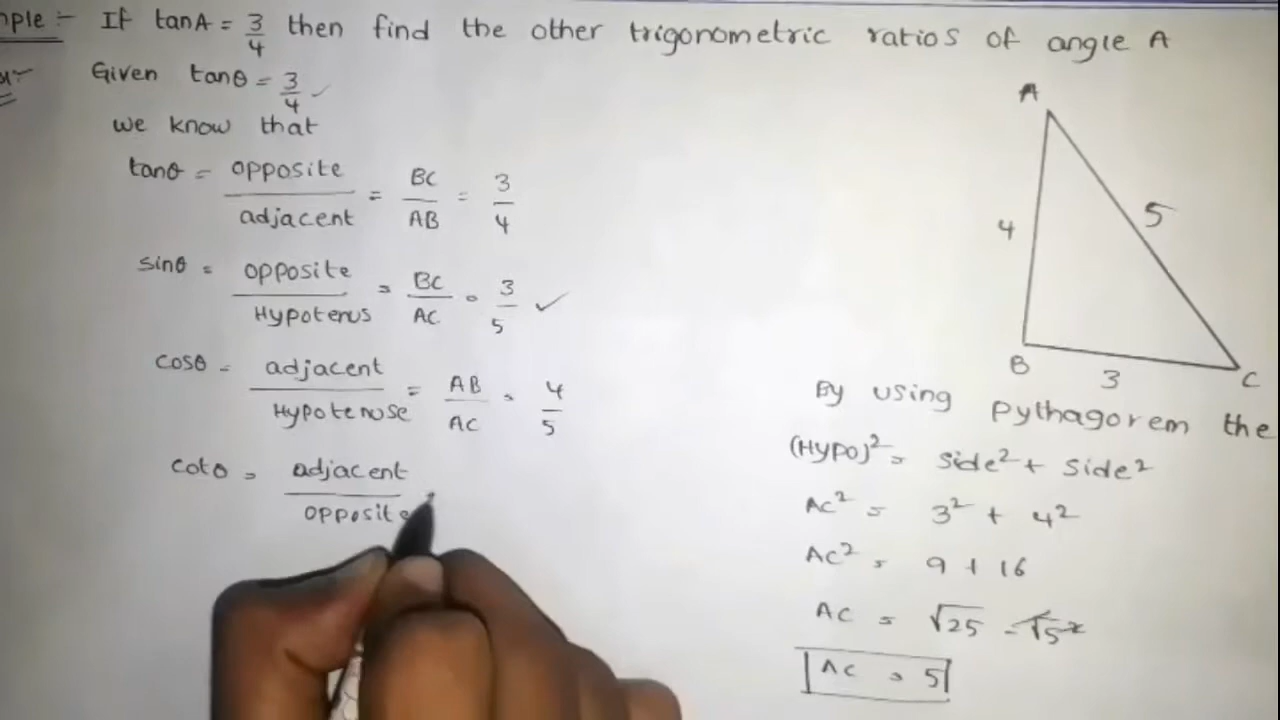 mple:- If tanA = 3/4 then find the other trigonometric ratios of angle A
Given tanθ = 3/4 ✓
we know that
tanθ = opposite/adjacent = BC/AB = 3/4
sinθ = opposite/Hypotenus = BC/AC = 3/5 ✓
cosθ = adjacent/Hypotenuse = AB/AC = 4/5
cotθ = adjacent/opposite
A
4
5
B
3
C
By using pythagorem the
(Hypo)² = side² + side²
AC² = 3² + 4²
AC² = 9 + 16
AC = √25 = √5²
AC = 5